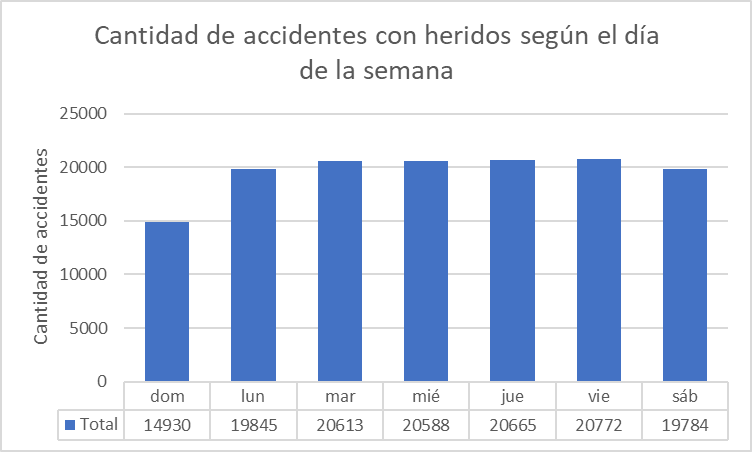 Cantidad de accidentes con heridos según el día
de la semana
Cantidad de accidentes
25000
20000
15000
10000
5000
0
dom lun mar mié jue vie sáb
Total 14930 19845 20613 20588 20665 20772 19784